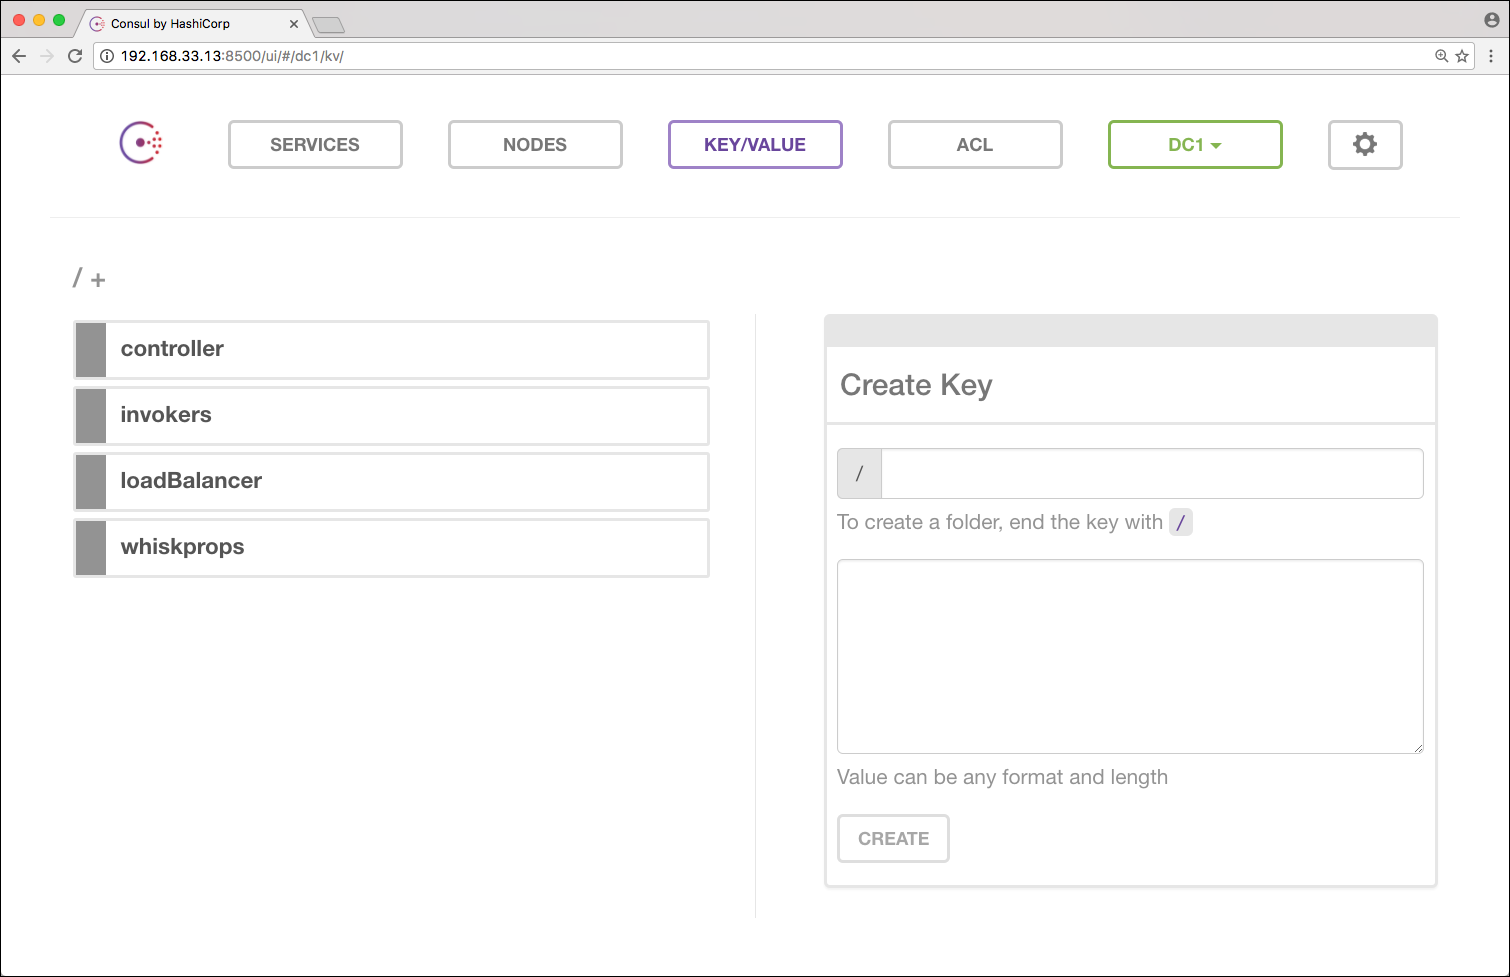 Consul by HashiCorp
192.168.33.13:8500/ui/#/dc1/kv/
SERVICES NODES KEY/VALUE ACL DC1
/ +
controller
invokers
loadBalancer
whiskprops
Create Key
/
To create a folder, end the key with /
Value can be any format and length
CREATE